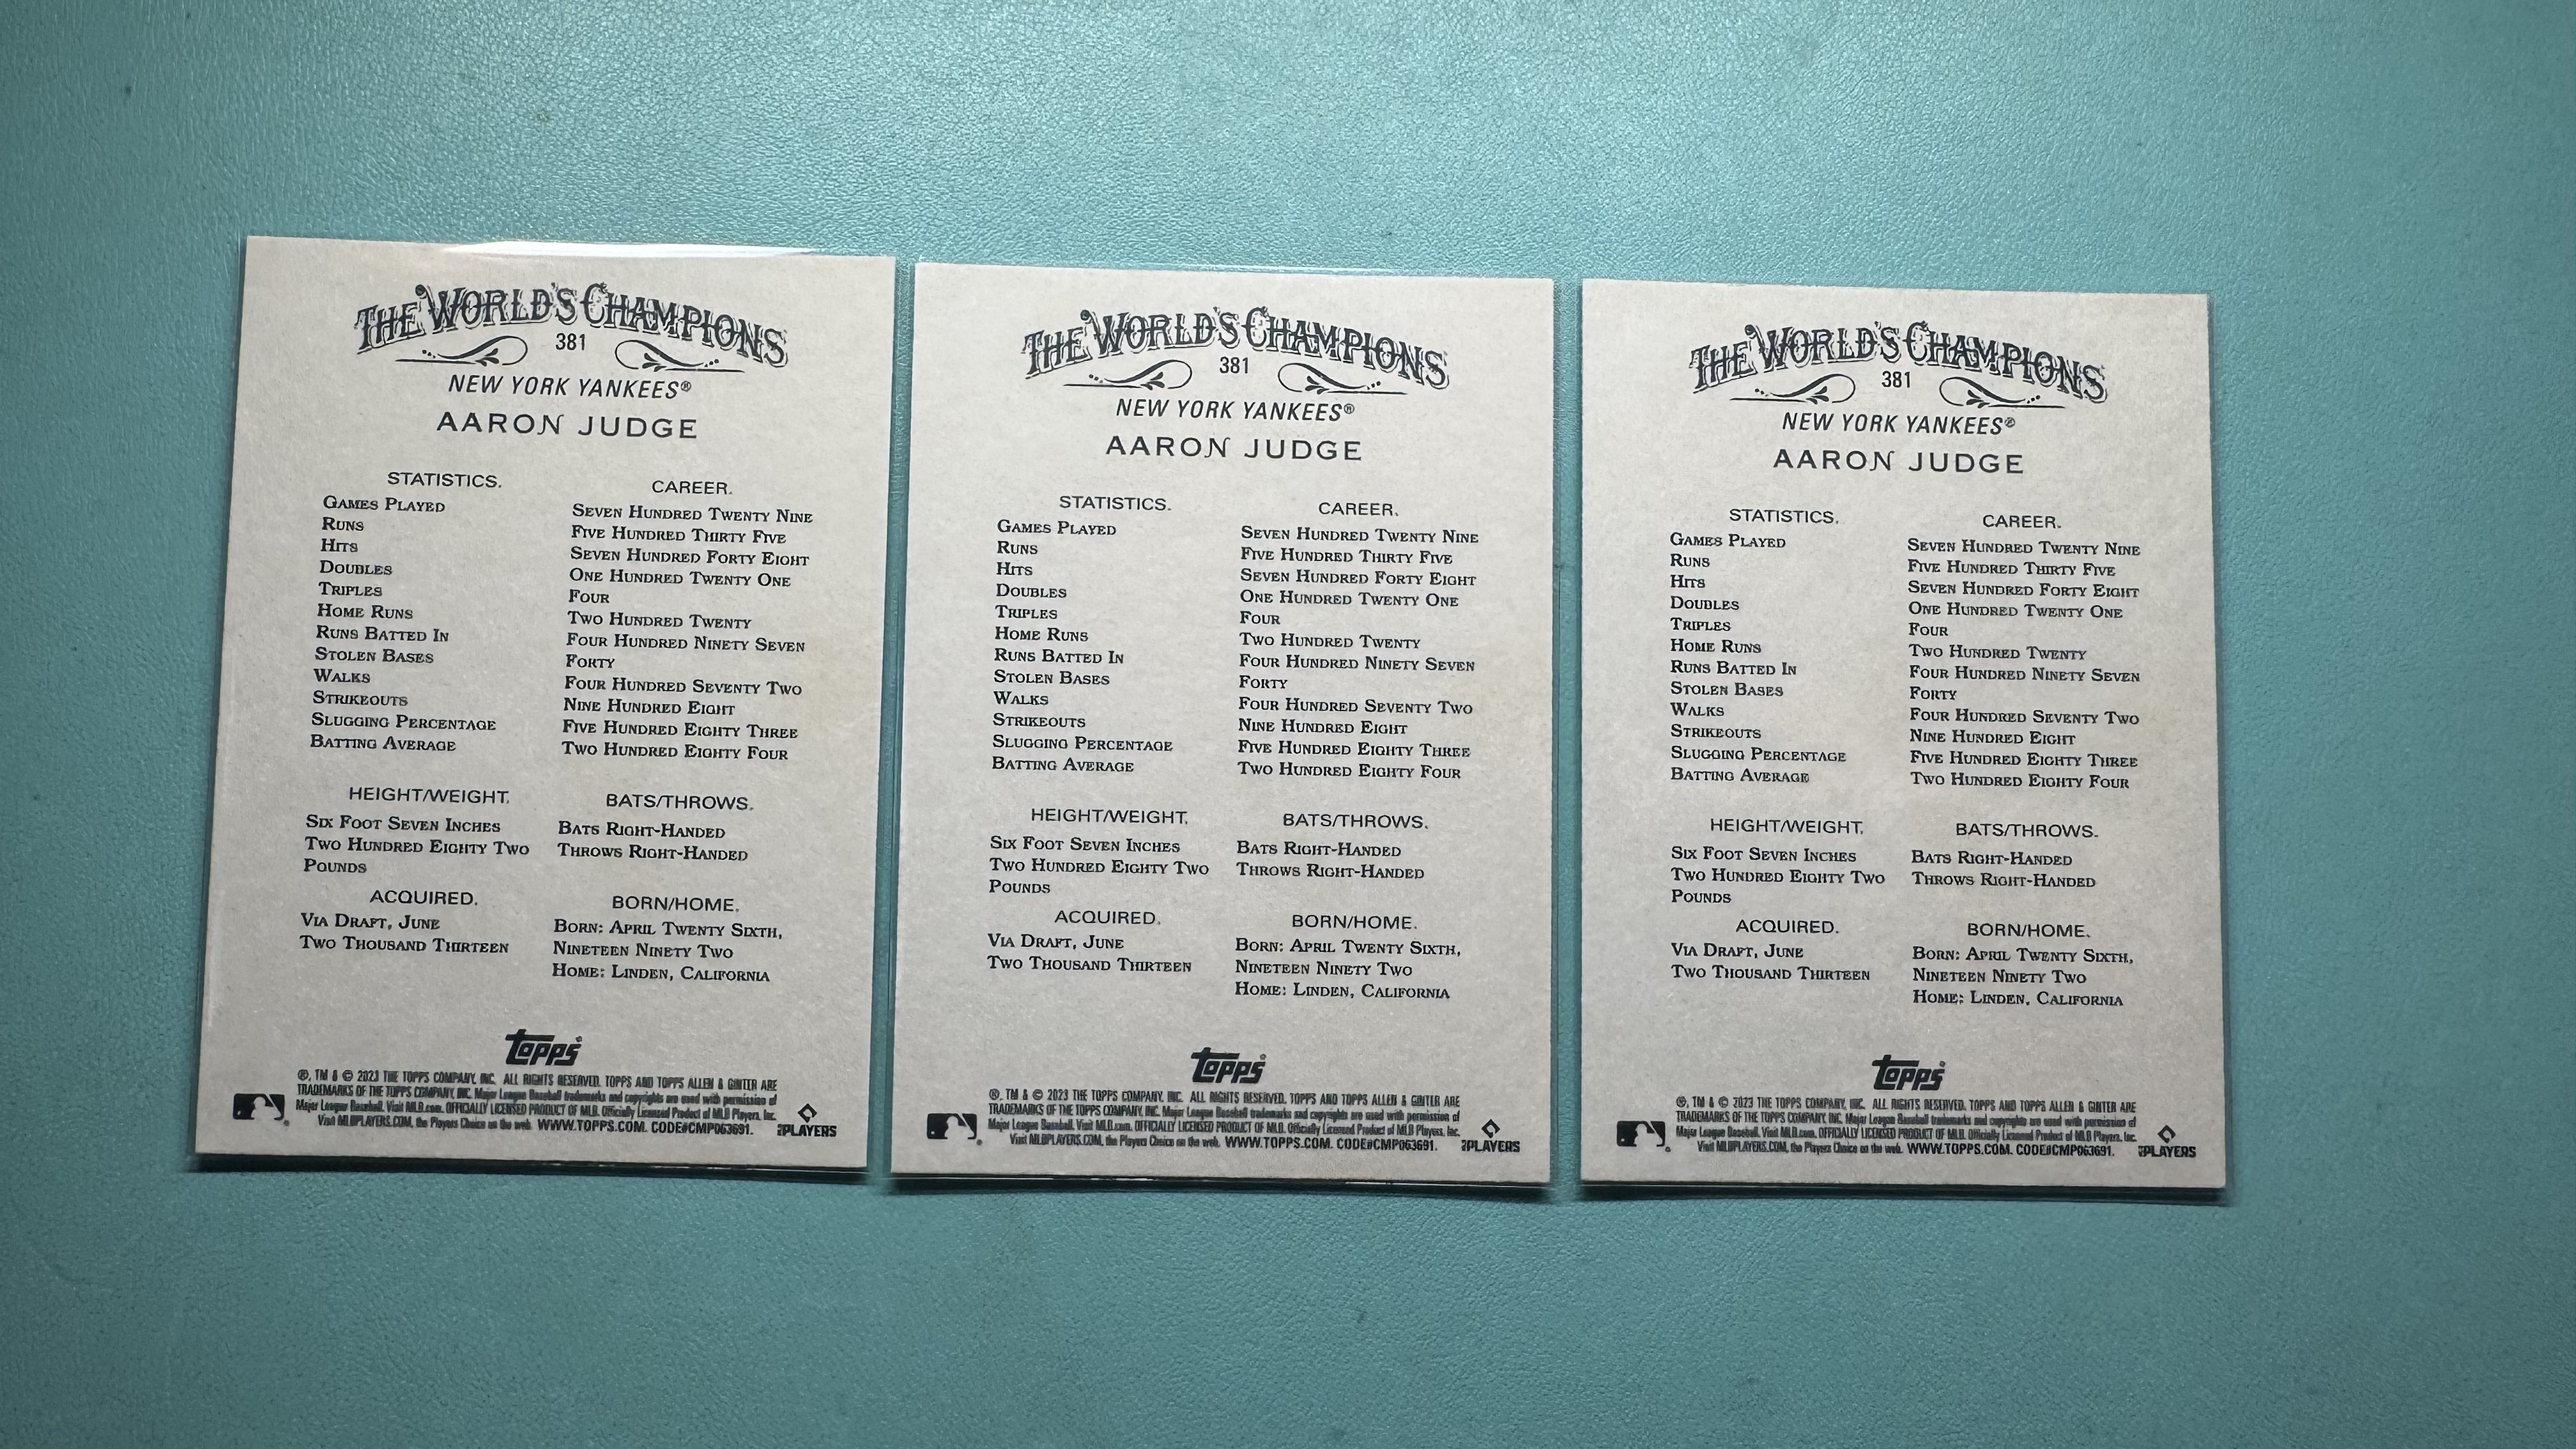 THE WORLD'S CHAMPIONS
381
NEW YORK YANKEES®
AARON JUDGE
STATISTICS.
GAMES PLAYED
RUNS
HITS
DOUBLES
TRIPLES
HOME RUNS
RUNS BATTED IN
STOLEN BASES
WALKS
STRIKEOUTS
SLUGGING PERCENTAGE
BATTING AVERAGE
CAREER.
SEVEN HUNDRED TWENTY NINE
FIVE HUNDRED THIRTY FIVE
SEVEN HUNDRED FORTY EIGHT
ONE HUNDRED TWENTY ONE
FOUR
TWO HUNDRED TWENTY
FOUR HUNDRED NINETY SEVEN
FORTY
FOUR HUNDRED SEVENTY TWO
NINE HUNDRED EIGHT
FIVE HUNDRED EIGHTY THREE
TWO HUNDRED EIGHTY FOUR
HEIGHT/WEIGHT.
SIX FOOT SEVEN INCHES
TWO HUNDRED EIGHTY TWO
POUNDS
BATS/THROWS.
BATS RIGHT-HANDED
THROWS RIGHT-HANDED
ACQUIRED.
VIA DRAFT, JUNE
TWO THOUSAND THIRTEEN
BORN/HOME.
BORN: APRIL TWENTY SIXTH,
NINETEEN NINETY TWO
HOME: LINDEN, CALIFORNIA
topps
®, TM & © 2023 THE TOPPS COMPANY, INC. ALL RIGHTS RESERVED. TOPPS AND TOPPS ALLEN & GINTER ARE
TRADEMARKS OF THE TOPPS COMPANY, INC. Major League Baseball trademarks and copyrights are used with permission of
Major League Baseball. Visit MLB.com. OFFICIALLY LICENSED PRODUCT OF MLB. Officially Licensed Product of MLB Players, Inc.
Visit MLBPLAYERS.COM, the Players Choice on the web. WWW.TOPPS.COM. CODE#CMP063691.
PLAYERS
THE WORLD'S CHAMPIONS
381
NEW YORK YANKEES®
AARON JUDGE
STATISTICS.
GAMES PLAYED
RUNS
HITS
DOUBLES
TRIPLES
HOME RUNS
RUNS BATTED IN
STOLEN BASES
WALKS
STRIKEOUTS
SLUGGING PERCENTAGE
BATTING AVERAGE
CAREER.
SEVEN HUNDRED TWENTY NINE
FIVE HUNDRED THIRTY FIVE
SEVEN HUNDRED FORTY EIGHT
ONE HUNDRED TWENTY ONE
FOUR
TWO HUNDRED TWENTY
FOUR HUNDRED NINETY SEVEN
FORTY
FOUR HUNDRED SEVENTY TWO
NINE HUNDRED EIGHT
FIVE HUNDRED EIGHTY THREE
TWO HUNDRED EIGHTY FOUR
HEIGHT/WEIGHT.
SIX FOOT SEVEN INCHES
TWO HUNDRED EIGHTY TWO
POUNDS
BATS/THROWS.
BATS RIGHT-HANDED
THROWS RIGHT-HANDED
ACQUIRED.
VIA DRAFT, JUNE
TWO THOUSAND THIRTEEN
BORN/HOME.
BORN: APRIL TWENTY SIXTH,
NINETEEN NINETY TWO
HOME: LINDEN, CALIFORNIA
topps
®, TM & © 2023 THE TOPPS COMPANY, INC. ALL RIGHTS RESERVED. TOPPS AND TOPPS ALLEN & GINTER ARE
TRADEMARKS OF THE TOPPS COMPANY, INC. Major League Baseball trademarks and copyrights are used with permission of
Major League Baseball. Visit MLB.com. OFFICIALLY LICENSED PRODUCT OF MLB. Officially Licensed Product of MLB Players, Inc.
Visit MLBPLAYERS.COM, the Players Choice on the web. WWW.TOPPS.COM. CODE#CMP063691.
PLAYERS
THE WORLD'S CHAMPIONS
381
NEW YORK YANKEES®
AARON JUDGE
STATISTICS.
GAMES PLAYED
RUNS
HITS
DOUBLES
TRIPLES
HOME RUNS
RUNS BATTED IN
STOLEN BASES
WALKS
STRIKEOUTS
SLUGGING PERCENTAGE
BATTING AVERAGE
CAREER.
SEVEN HUNDRED TWENTY NINE
FIVE HUNDRED THIRTY FIVE
SEVEN HUNDRED FORTY EIGHT
ONE HUNDRED TWENTY ONE
FOUR
TWO HUNDRED TWENTY
FOUR HUNDRED NINETY SEVEN
FORTY
FOUR HUNDRED SEVENTY TWO
NINE HUNDRED EIGHT
FIVE HUNDRED EIGHTY THREE
TWO HUNDRED EIGHTY FOUR
HEIGHT/WEIGHT.
SIX FOOT SEVEN INCHES
TWO HUNDRED EIGHTY TWO
POUNDS
BATS/THROWS.
BATS RIGHT-HANDED
THROWS RIGHT-HANDED
ACQUIRED.
VIA DRAFT, JUNE
TWO THOUSAND THIRTEEN
BORN/HOME.
BORN: APRIL TWENTY SIXTH,
NINETEEN NINETY TWO
HOME: LINDEN, CALIFORNIA
topps
®, TM & © 2023 THE TOPPS COMPANY, INC. ALL RIGHTS RESERVED. TOPPS AND TOPPS ALLEN & GINTER ARE
TRADEMARKS OF THE TOPPS COMPANY, INC. Major League Baseball trademarks and copyrights are used with permission of
Major League Baseball. Visit MLB.com. OFFICIALLY LICENSED PRODUCT OF MLB. Officially Licensed Product of MLB Players, Inc.
Visit MLBPLAYERS.COM, the Players Choice on the web. WWW.TOPPS.COM. CODE#CMP063691.
PLAYERS